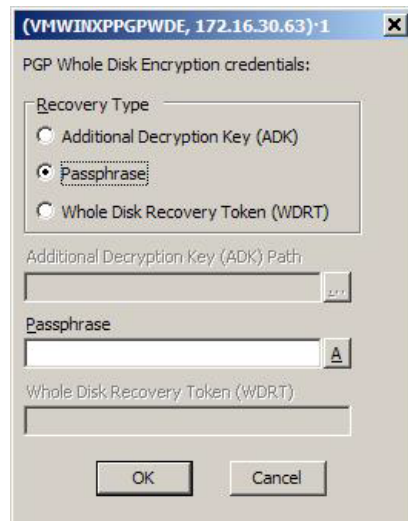 (VMWINXPPGPWDE, 172.16.30.63)·1
PGP Whole Disk Encryption credentials:
Recovery Type
Additional Decryption Key (ADK)
Passphrase
Whole Disk Recovery Token (WDRT)
Additional Decryption Key (ADK) Path
...
Passphrase
A
Whole Disk Recovery Token (WDRT)
OK Cancel